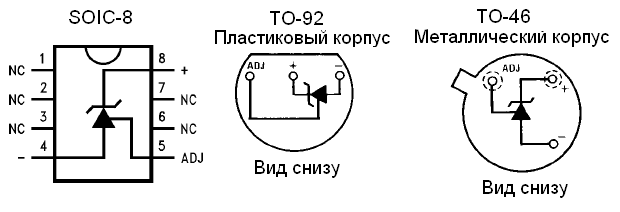 SOIC-8
NC 1 8 +
NC 2 7 NC
NC 3 6 NC
– 4 5 ADJ
TO-92
Пластиковый корпус
ADJ + –
Вид снизу
TO-46
Металлический корпус
ADJ +
–
Вид снизу